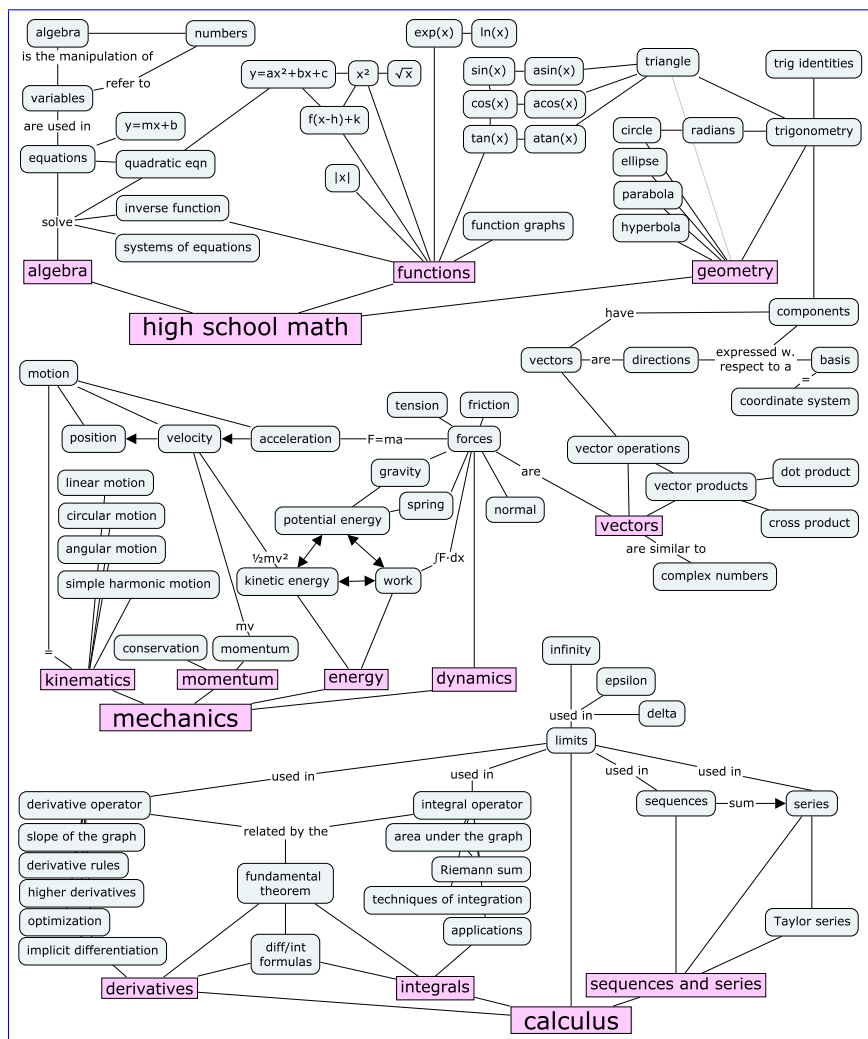 exp(x)
ln(x)
algebra
numbers
is the manipulation of
refer to
variables
are used in
y=mx+b
equations
quadratic eqn
solve
inverse function
systems of equations
algebra
y=ax²+bx+c
x²
√x
f(x-h)+k
|x|
function graphs
functions
sin(x)
asin(x)
cos(x)
acos(x)
tan(x)
atan(x)
triangle
trig identities
circle
radians
trigonometry
ellipse
parabola
hyperbola
geometry
high school math
components
have
vectors
are
directions
expressed w.
respect to a
basis
=
coordinate system
vector operations
vector products
dot product
cross product
vectors
are similar to
complex numbers
motion
position
velocity
acceleration
F=ma
forces
tension
friction
are
gravity
spring
normal
potential energy
linear motion
circular motion
angular motion
simple harmonic motion
½mv²
kinetic energy
work
∫F·dx
mv
=
conservation
momentum
kinematics
momentum
energy
dynamics
mechanics
infinity
epsilon
delta
used in
limits
used in
used in
used in
used in
derivative operator
integral operator
sequences
sum
series
slope of the graph
related by the
area under the graph
derivative rules
Riemann sum
higher derivatives
fundamental
theorem
techniques of integration
optimization
applications
Taylor series
implicit differentiation
diff/int
formulas
derivatives
integrals
sequences and series
calculus